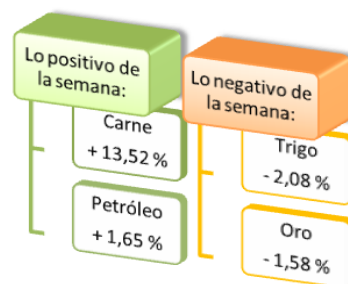 Lo positivo de
la semana:
Carne
+ 13,52 %
Petróleo
+ 1,65 %
Lo negativo de
la semana:
Trigo
- 2,08 %
Oro
- 1,58 %